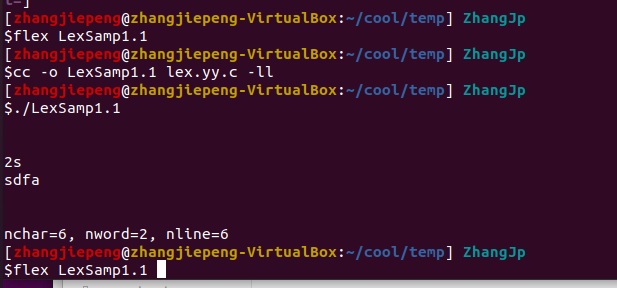 [zhangjiepeng@zhangjiepeng-VirtualBox:~/cool/temp] ZhangJp
$flex LexSamp1.1
[zhangjiepeng@zhangjiepeng-VirtualBox:~/cool/temp] ZhangJp
$cc -o LexSamp1.1 lex.yy.c -ll
[zhangjiepeng@zhangjiepeng-VirtualBox:~/cool/temp] ZhangJp
$./LexSamp1.1
2s
sdfa
nchar=6, nword=2, nline=6
[zhangjiepeng@zhangjiepeng-VirtualBox:~/cool/temp] ZhangJp
$flex LexSamp1.1